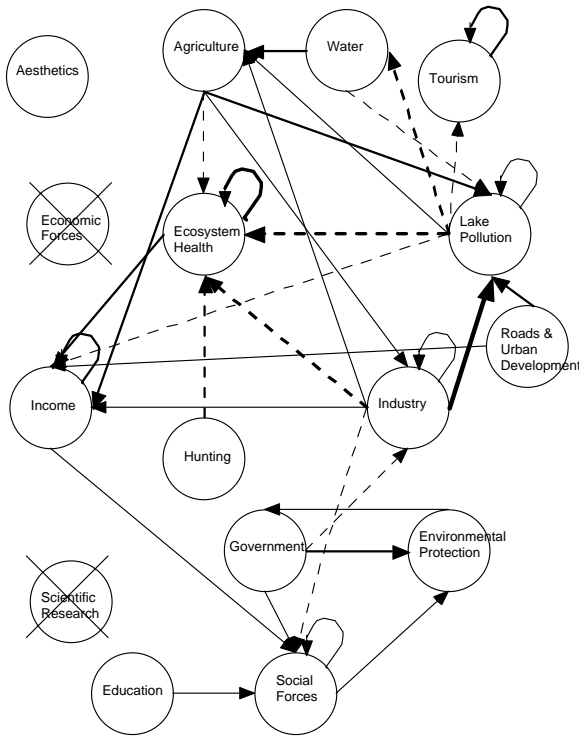 Agriculture
Water
Aesthetics
Tourism
Economic
Forces
Ecosystem
Health
Lake
Pollution
Roads &
Urban
Development
Income
Industry
Hunting
Government
Environmental
Protection
Scientific
Research
Education
Social
Forces